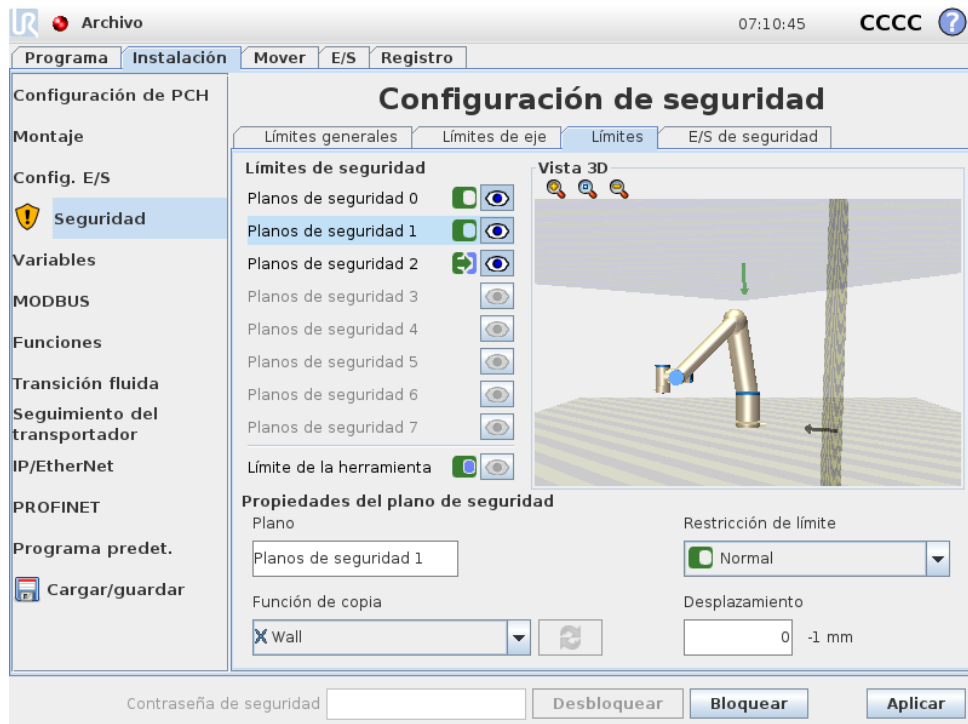 UR Archivo 07:10:45 CCCC ?
Programa Instalación Mover E/S Registro
Configuración de PCH
Montaje
Config. E/S
Seguridad
Variables
MODBUS
Funciones
Transición fluida
Seguimiento del
transportador
IP/EtherNet
PROFINET
Programa predet.
Cargar/guardar
Configuración de seguridad
Límites generales Límites de eje Límites E/S de seguridad
Límites de seguridad
Planos de seguridad 0
Planos de seguridad 1
Planos de seguridad 2
Planos de seguridad 3
Planos de seguridad 4
Planos de seguridad 5
Planos de seguridad 6
Planos de seguridad 7
Límite de la herramienta
Vista 3D
Propiedades del plano de seguridad
Plano
Planos de seguridad 1
Restricción de límite
Normal
Función de copia
Wall
Desplazamiento
0 -1 mm
Contraseña de seguridad Desbloquear Bloquear Aplicar